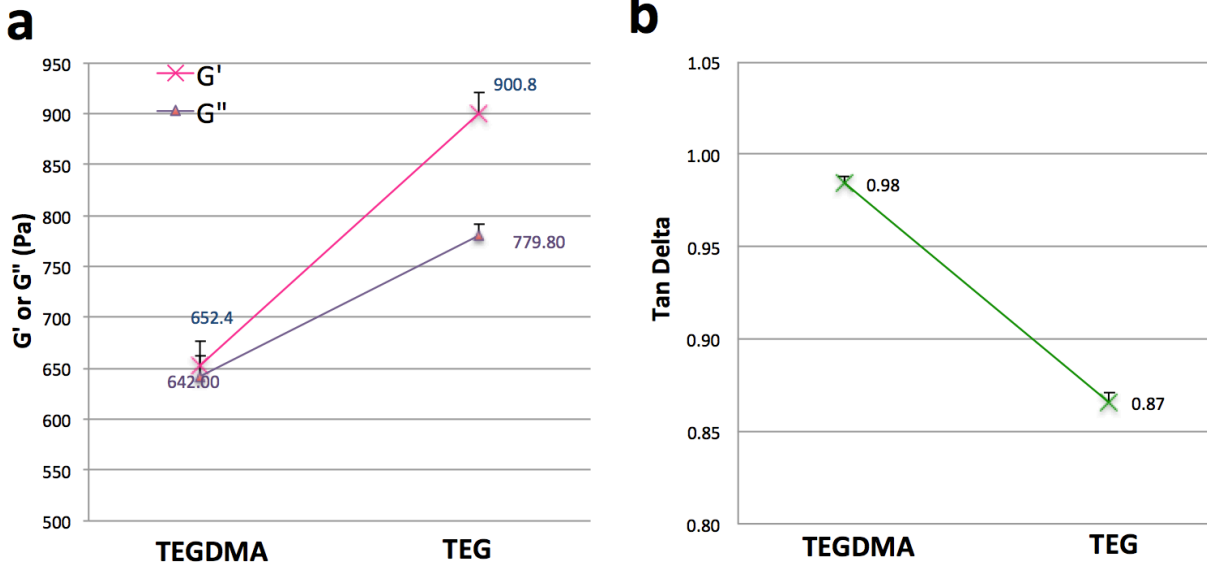 a
950
900
850
800
750
700
650
600
550
500
G' or G" (Pa)
G'
G"
900.8
779.80
652.4
642.00
TEGDMA
TEG
b
1.05
1.00
0.95
0.90
0.85
0.80
Tan Delta
0.98
0.87
TEGDMA
TEG